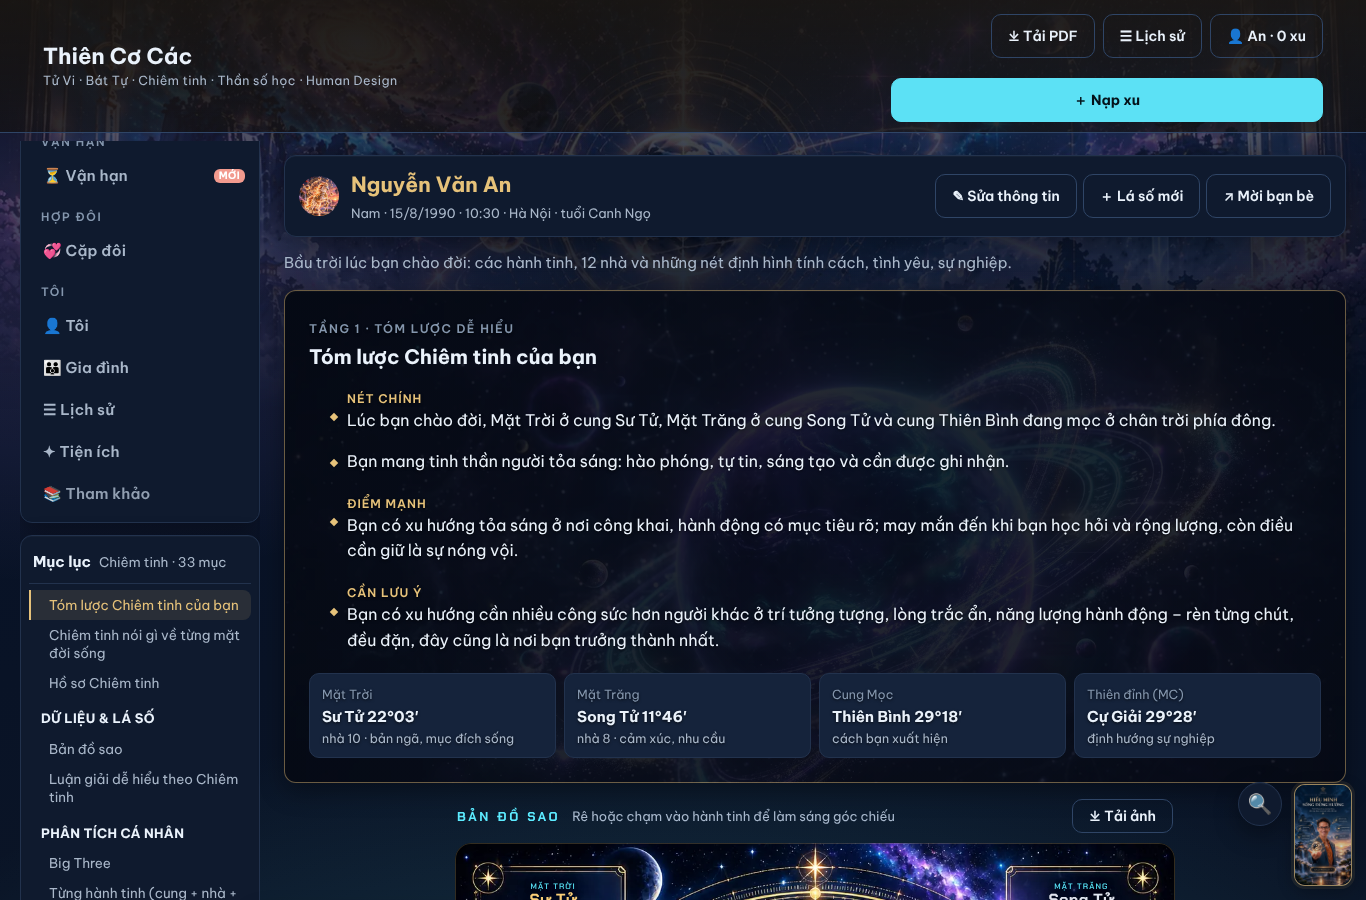 Thiên Cơ Các
Tử Vi · Bát Tự · Chiêm tinh · Thần số học · Human Design
Tải PDF
Lịch sử
An · 0 xu
+ Nạp xu
VẬN HẠN
Vận hạn
MỚI
HỢP ĐÔI
Cặp đôi
TÔI
Tôi
Gia đình
Lịch sử
Tiện ích
Tham khảo
Mục lục Chiêm tinh · 33 mục
Tóm lược Chiêm tinh của bạn
Chiêm tinh nói gì về từng mặt
đời sống
Hồ sơ Chiêm tinh
DỮ LIỆU & LÁ SỐ
Bản đồ sao
Luận giải dễ hiểu theo Chiêm
tinh
PHÂN TÍCH CÁ NHÂN
Big Three
Từng hành tinh (cung + nhà +
Nguyễn Văn An
Nam · 15/8/1990 · 10:30 · Hà Nội · tuổi Canh Ngọ
Sửa thông tin
+ Lá số mới
Mời bạn bè
Bầu trời lúc bạn chào đời: các hành tinh, 12 nhà và những nét định hình tính cách, tình yêu, sự nghiệp.
TẦNG 1 · TÓM LƯỢC DỄ HIỂU
Tóm lược Chiêm tinh của bạn
NÉT CHÍNH
Lúc bạn chào đời, Mặt Trời ở cung Sư Tử, Mặt Trăng ở cung Song Tử và cung Thiên Bình đang mọc ở chân trời phía đông.
Bạn mang tinh thần người tỏa sáng: hào phóng, tự tin, sáng tạo và cần được ghi nhận.
ĐIỂM MẠNH
Bạn có xu hướng tỏa sáng ở nơi công khai, hành động có mục tiêu rõ; may mắn đến khi bạn học hỏi và rộng lượng, còn điều
cần giữ là sự nóng vội.
CẦN LƯU Ý
Bạn có xu hướng cần nhiều công sức hơn người khác ở trí tưởng tượng, lòng trắc ẩn, năng lượng hành động – rèn từng chút,
đều đặn, đây cũng là nơi bạn trưởng thành nhất.
Mặt Trời
Sư Tử 22°03′
nhà 10 · bản ngã, mục đích sống
Mặt Trăng
Song Tử 11°46′
nhà 8 · cảm xúc, nhu cầu
Cung Mọc
Thiên Bình 29°18′
cách bạn xuất hiện
Thiên đỉnh (MC)
Cự Giải 29°28′
định hướng sự nghiệp
BẢN ĐỒ SAO Rê hoặc chạm vào hành tinh để làm sáng góc chiếu
Tải ảnh
MẶT TRỜI
Sư Tử
MẶT TRĂNG
Song Tử
HIỂU MÌNH